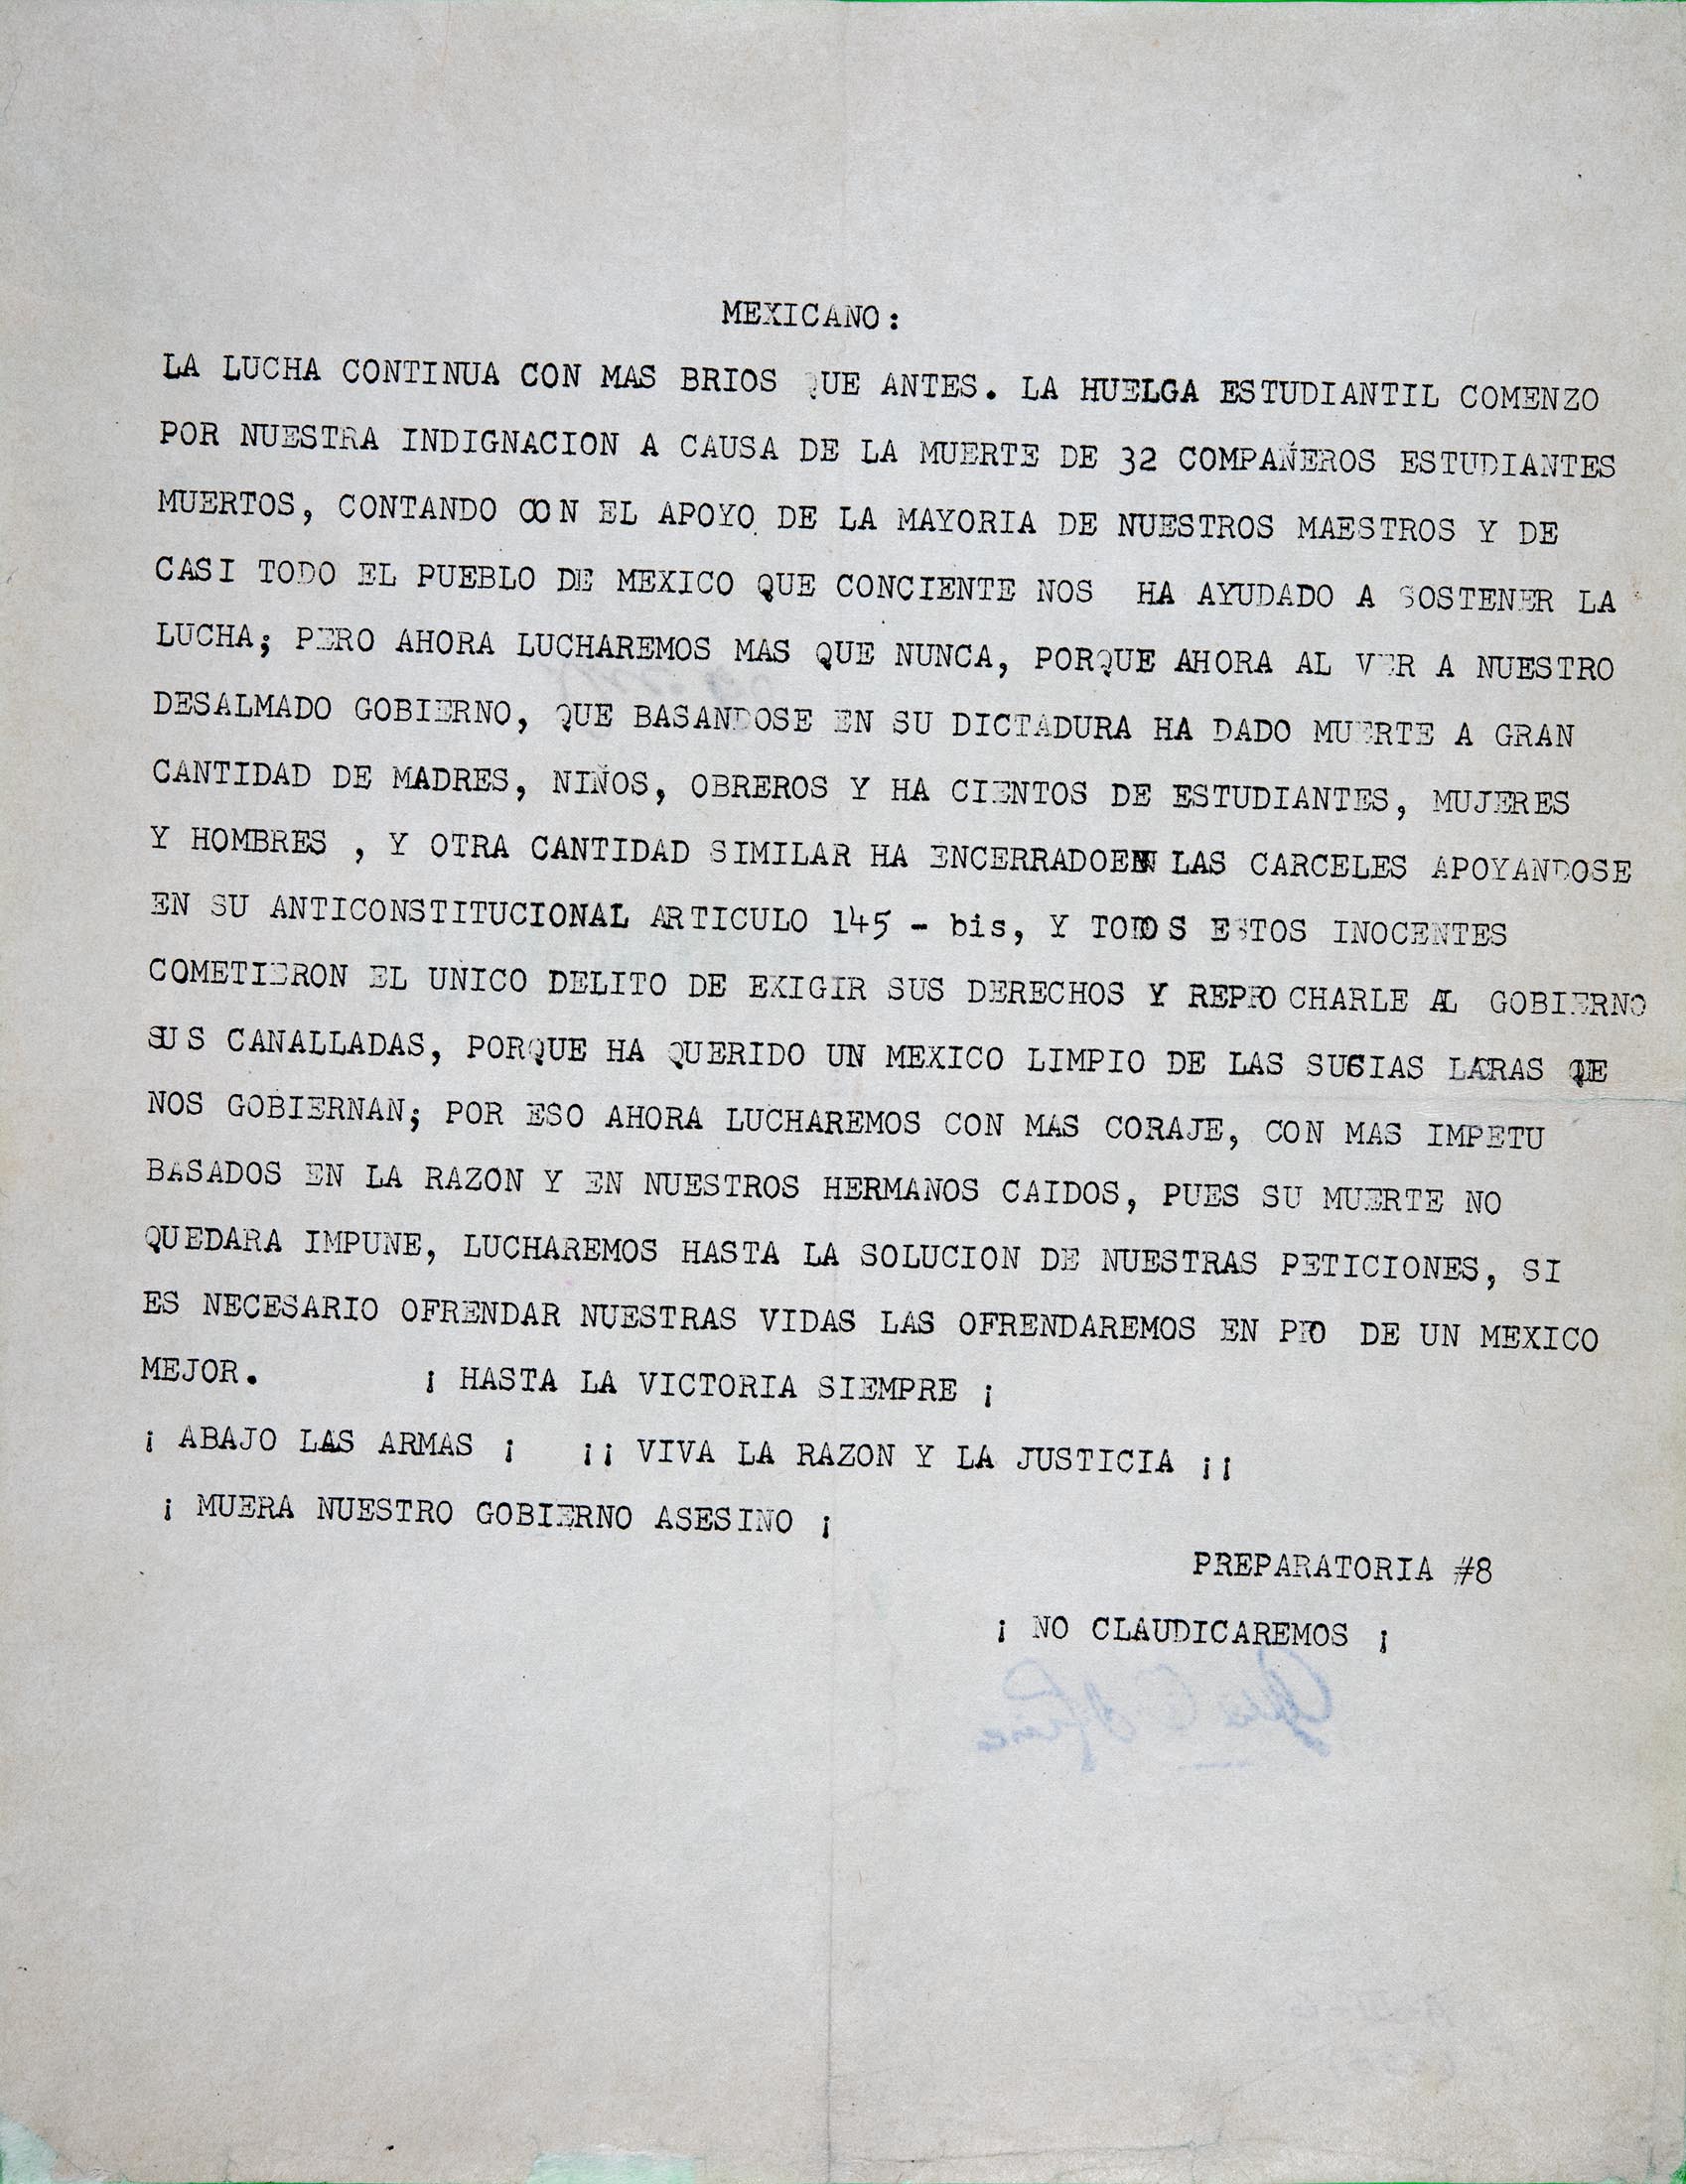 MEXICANO:
LA LUCHA CONTINUA CON MAS BRIOS QUE ANTES. LA HUELGA ESTUDIANTIL COMENZO
POR NUESTRA INDIGNACION A CAUSA DE LA MUERTE DE 32 COMPAÑEROS ESTUDIANTES
MUERTOS, CONTANDO CON EL APOYO DE LA MAYORIA DE NUESTROS MAESTROS Y DE
CASI TODO EL PUEBLO DE MEXICO QUE CONCIENTE NOS HA AYUDADO A SOSTENER LA
LUCHA; PERO AHORA LUCHAREMOS MAS QUE NUNCA, PORQUE AHORA AL VER A NUESTRO
DESALMADO GOBIERNO, QUE BASANDOSE EN SU DICTADURA HA DADO MUERTE A GRAN
CANTIDAD DE MADRES, NIÑOS, OBREROS Y HA CIENTOS DE ESTUDIANTES, MUJERES
Y HOMBRES , Y OTRA CANTIDAD SIMILAR HA ENCERRADOEN LAS CARCELES APOYANDOSE
EN SU ANTICONSTITUCIONAL ARTICULO 145 - bis, Y TODOS ESTOS INOCENTES
COMETIERON EL UNICO DELITO DE EXIGIR SUS DERECHOS Y REPROCHARLE AL GOBIERNO
SUS CANALLADAS, PORQUE HA QUERIDO UN MEXICO LIMPIO DE LAS SUSIAS QE
NOS GOBIERNAN; POR ESO AHORA LUCHAREMOS CON MAS CORAJE, CON MAS IMPETU
BASADOS EN LA RAZON Y EN NUESTROS HERMANOS CAIDOS, PUES SU MUERTE NO
QUEDARA IMPUNE, LUCHAREMOS HASTA LA SOLUCION DE NUESTRAS PETICIONES, SI
ES NECESARIO OFRENDAR NUESTRAS VIDAS LAS OFRENDAREMOS EN PRO DE UN MEXICO
MEJOR. ¡ HASTA LA VICTORIA SIEMPRE ¡
¡ ABAJO LAS ARMAS ¡ ¡¡ VIVA LA RAZON Y LA JUSTICIA ¡¡
¡ MUERA NUESTRO GOBIERNO ASESINO ¡
PREPARATORIA #8
¡ NO CLAUDICAREMOS ¡